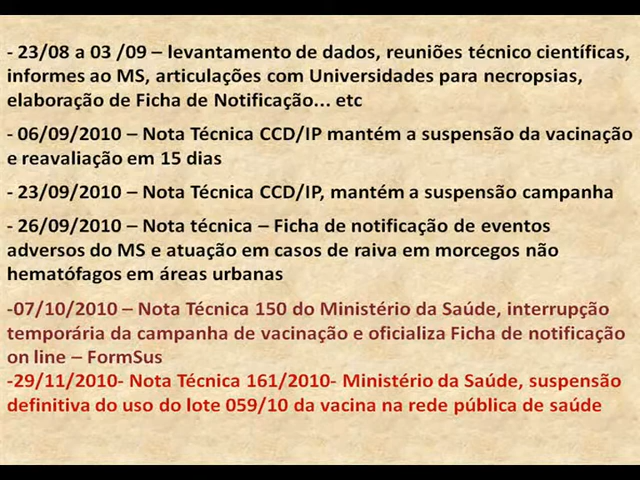 - 23/08 a 03 /09 – levantamento de dados, reuniões técnico científicas,
informes ao MS, articulações com Universidades para necropsias,
elaboração de Ficha de Notificação... etc
- 06/09/2010 – Nota Técnica CCD/IP mantém a suspensão da vacinação
e reavaliação em 15 dias
- 23/09/2010 – Nota Técnica CCD/IP, mantém a suspensão campanha
- 26/09/2010 – Nota técnica – Ficha de notificação de eventos
adversos do MS e atuação em casos de raiva em morcegos não
hematófagos em áreas urbanas
-07/10/2010 – Nota Técnica 150 do Ministério da Saúde, interrupção
temporária da campanha de vacinação e oficializa Ficha de notificação
on line – FormSus
-29/11/2010- Nota Técnica 161/2010- Ministério da Saúde, suspensão
definitiva do uso do lote 059/10 da vacina na rede pública de saúde